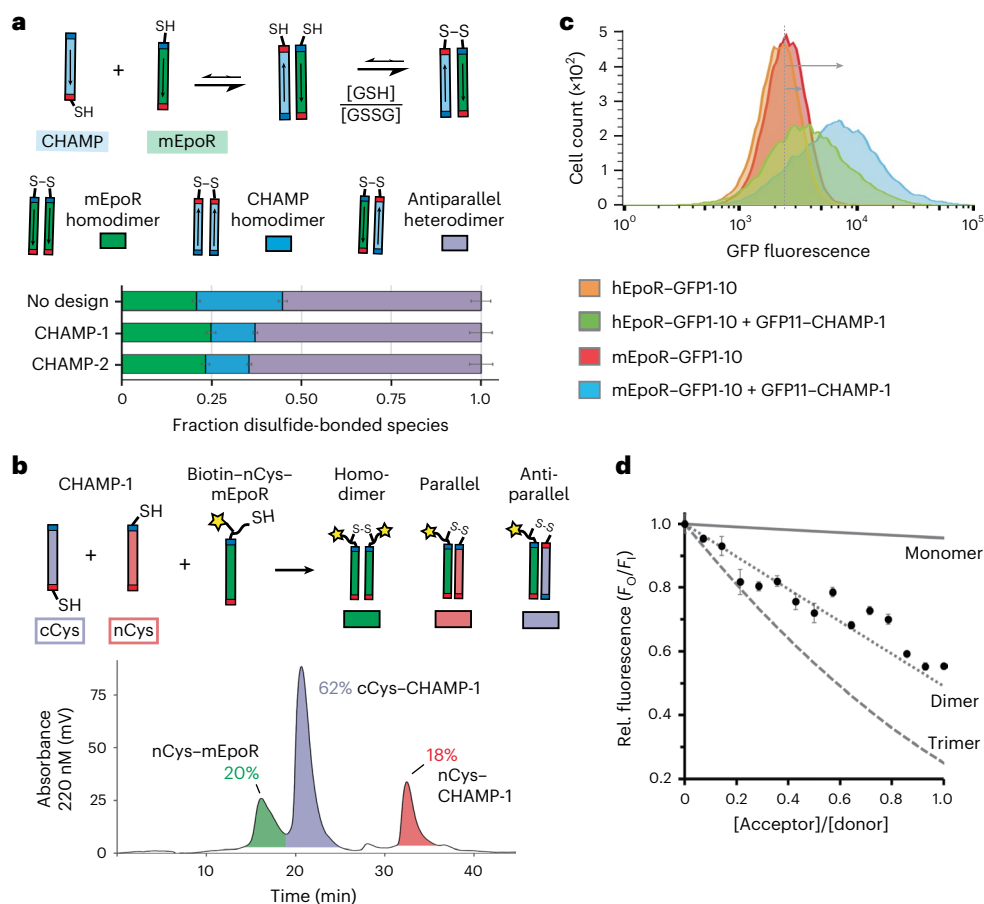 a
SH
SH
SH SH
S–S
+
SH
[GSH]
[GSSG]
CHAMP
mEpoR
S–S
mEpoR
homodimer
S–S
CHAMP
homodimer
S–S
Antiparallel
heterodimer
No design
CHAMP-1
CHAMP-2
0
0.25
0.50
0.75
1.0
Fraction disulfide-bonded species
b
CHAMP-1
Biotin–nCys–
mEpoR
Homo-
dimer
Parallel
Anti-
parallel
SH
SH
S-S
S-S
S-S
+
+
SH
cCys
nCys
75
50
25
0
Absorbance
220 nM (mV)
nCys–mEpoR
20%
62% cCys–CHAMP-1
18%
nCys–
CHAMP-1
10
20
30
40
Time (min)
c
5
4
3
2
1
0
Cell count (×10²)
10⁰
10³
10⁴
10⁵
GFP fluorescence
hEpoR–GFP1-10
hEpoR–GFP1-10 + GFP11–CHAMP-1
mEpoR–GFP1-10
mEpoR–GFP1-10 + GFP11–CHAMP-1
d
1.0
0.8
0.6
0.4
0.2
Rel. fluorescence (F₀/Fᵢ)
Monomer
Dimer
Trimer
0
0.2
0.4
0.6
0.8
1.0
[Acceptor]/[donor]